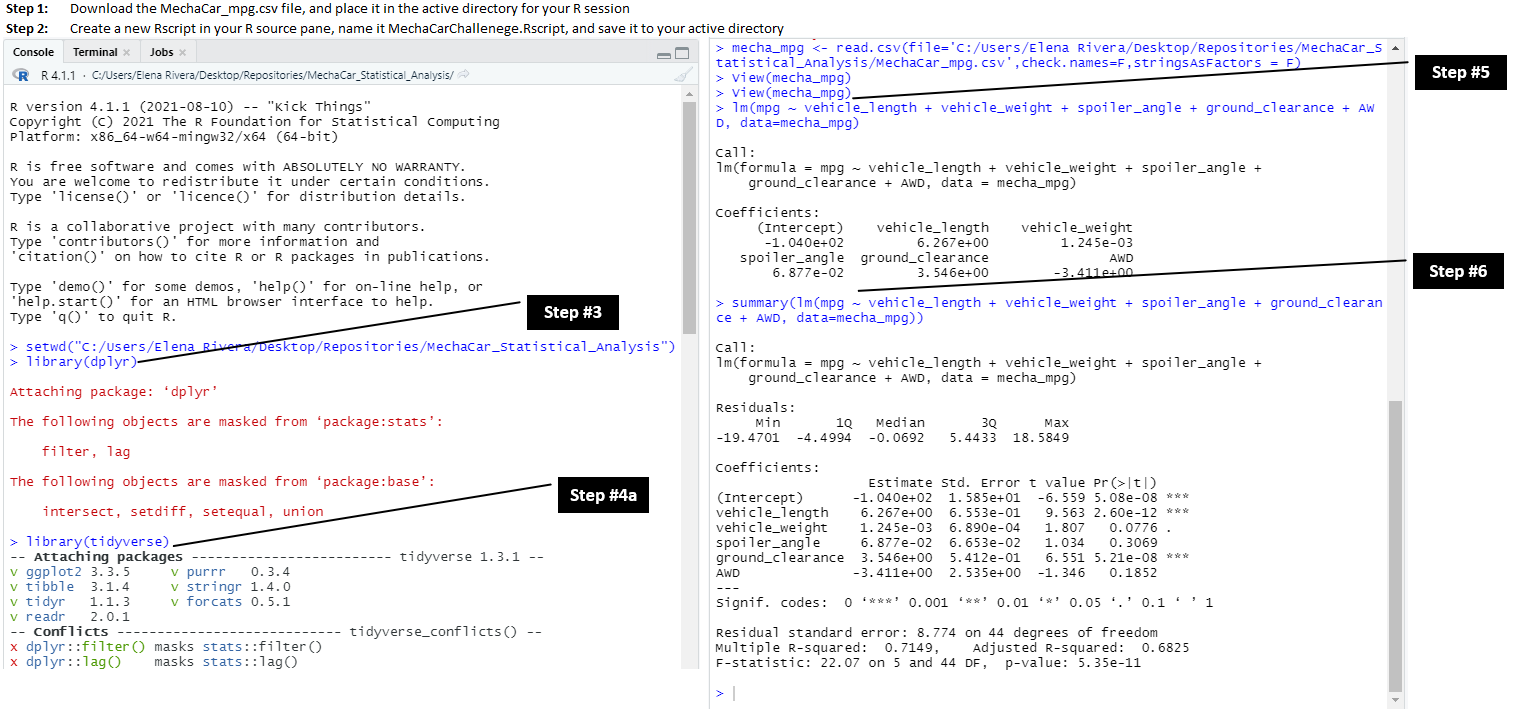 Step 1: Download the MechaCar_mpg.csv file, and place it in the active directory for your R session
Step 2: Create a new Rscript in your R source pane, name it MechaCarChallenege.Rscript, and save it to your active directory
Console Terminal Jobs
R 4.1.1 · C:/Users/Elena Rivera/Desktop/Repositories/MechaCar_Statistical_Analysis/
R version 4.1.1 (2021-08-10) -- "Kick Things"
Copyright (C) 2021 The R Foundation for Statistical Computing
Platform: x86_64-w64-mingw32/x64 (64-bit)
R is free software and comes with ABSOLUTELY NO WARRANTY.
You are welcome to redistribute it under certain conditions.
Type 'license()' or 'licence()' for distribution details.
R is a collaborative project with many contributors.
Type 'contributors()' for more information and
'citation()' on how to cite R or R packages in publications.
Type 'demo()' for some demos, 'help()' for on-line help, or
'help.start()' for an HTML browser interface to help.
Type 'q()' to quit R.
Step #3
> setwd("C:/Users/Elena Rivera/Desktop/Repositories/MechaCar_Statistical_Analysis")
> library(dplyr)
Attaching package: ‘dplyr’
The following objects are masked from ‘package:stats’:
filter, lag
The following objects are masked from ‘package:base’:
intersect, setdiff, setequal, union
Step #4a
> library(tidyverse)
-- Attaching packages ------------------------- tidyverse 1.3.1 --
v ggplot2 3.3.5 v purrr 0.3.4
v tibble 3.1.4 v stringr 1.4.0
v tidyr 1.1.3 v forcats 0.5.1
v readr 2.0.1
-- Conflicts ---------------------------- tidyverse_conflicts() --
x dplyr::filter() masks stats::filter()
x dplyr::lag() masks stats::lag()
> mecha_mpg <- read.csv(file='C:/Users/Elena Rivera/Desktop/Repositories/MechaCar_S
tatistical_Analysis/MechaCar_mpg.csv',check.names=F,stringsAsFactors = F)
> View(mecha_mpg)
> View(mecha_mpg)
Step #5
> lm(mpg ~ vehicle_length + vehicle_weight + spoiler_angle + ground_clearance + AW
D, data=mecha_mpg)
Call:
lm(formula = mpg ~ vehicle_length + vehicle_weight + spoiler_angle +
ground_clearance + AWD, data = mecha_mpg)
Coefficients:
(Intercept) vehicle_length vehicle_weight
-1.040e+02 6.267e+00 1.245e-03
spoiler_angle ground_clearance AWD
6.877e-02 3.546e+00 -3.411e+00
Step #6
> summary(lm(mpg ~ vehicle_length + vehicle_weight + spoiler_angle + ground_clearan
ce + AWD, data=mecha_mpg))
Call:
lm(formula = mpg ~ vehicle_length + vehicle_weight + spoiler_angle +
ground_clearance + AWD, data = mecha_mpg)
Residuals:
Min 1Q Median 3Q Max
-19.4701 -4.4994 -0.0692 5.4433 18.5849
Coefficients:
Estimate Std. Error t value Pr(>|t|)
(Intercept) -1.040e+02 1.585e+01 -6.559 5.08e-08 ***
vehicle_length 6.267e+00 6.553e-01 9.563 2.60e-12 ***
vehicle_weight 1.245e-03 6.890e-04 1.807 0.0776 .
spoiler_angle 6.877e-02 6.653e-02 1.034 0.3069
ground_clearance 3.546e+00 5.412e-01 6.551 5.21e-08 ***
AWD -3.411e+00 2.535e+00 -1.346 0.1852
---
Signif. codes: 0 ‘***’ 0.001 ‘**’ 0.01 ‘*’ 0.05 ‘.’ 0.1 ‘ ’ 1
Residual standard error: 8.774 on 44 degrees of freedom
Multiple R-squared: 0.7149, Adjusted R-squared: 0.6825
F-statistic: 22.07 on 5 and 44 DF, p-value: 5.35e-11
>